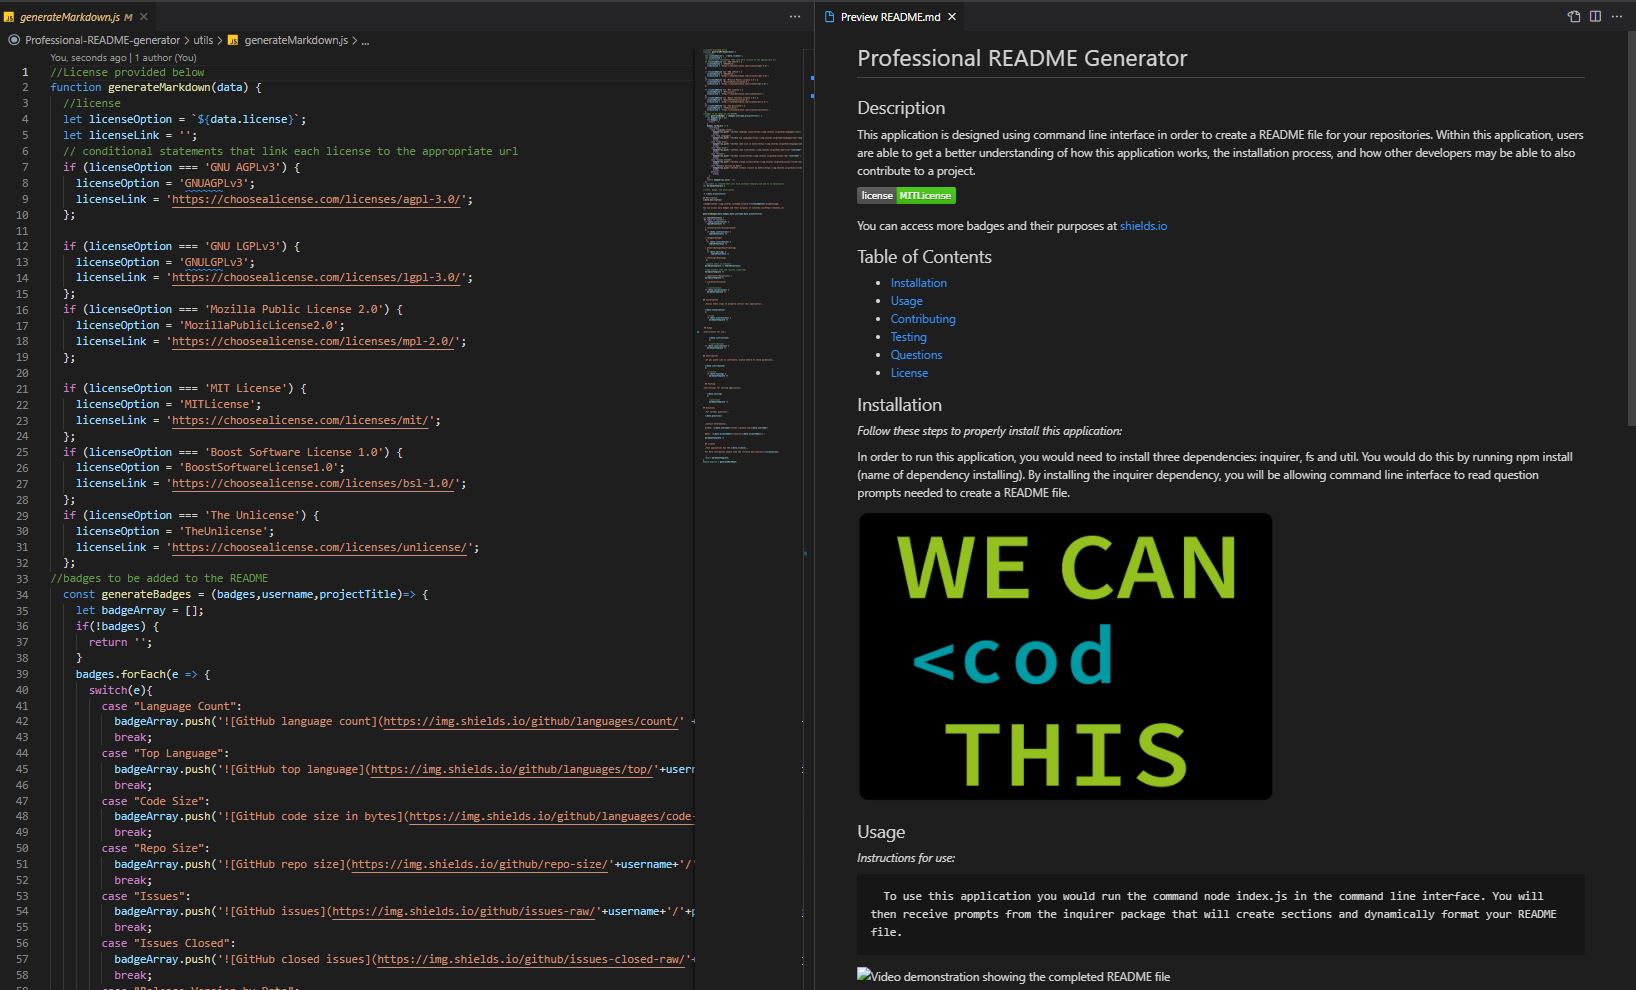 generateMarkdown.js M
Professional-README-generator > utils > JS generateMarkdown.js > ...
You, seconds ago | 1 author (You)
1 //License provided below
2 function generateMarkdown(data) {
3 //license
4 let licenseOption = `${data.license}`;
5 let licenseLink = '';
6 // conditional statements that link each license to the appropriate url
7 if (licenseOption === 'GNU AGPLv3') {
8 licenseOption = 'GNUAGPLv3';
9 licenseLink = 'https://choosealicense.com/licenses/agpl-3.0/';
10 };
11
12 if (licenseOption === 'GNU LGPLv3') {
13 licenseOption = 'GNULGPLv3';
14 licenseLink = 'https://choosealicense.com/licenses/lgpl-3.0/';
15 };
16 if (licenseOption === 'Mozilla Public License 2.0') {
17 licenseOption = 'MozillaPublicLicense2.0';
18 licenseLink = 'https://choosealicense.com/licenses/mpl-2.0/';
19 };
20
21 if (licenseOption === 'MIT License') {
22 licenseOption = 'MITLicense';
23 licenseLink = 'https://choosealicense.com/licenses/mit/';
24 };
25 if (licenseOption === 'Boost Software License 1.0') {
26 licenseOption = 'BoostSoftwareLicense1.0';
27 licenseLink = 'https://choosealicense.com/licenses/bsl-1.0/';
28 };
29 if (licenseOption === 'The Unlicense') {
30 licenseOption = 'TheUnlicense';
31 licenseLink = 'https://choosealicense.com/licenses/unlicense/';
32 };
33 //badges to be added to the README
34 const generateBadges = (badges,username,projectTitle)=> {
35 let badgeArray = [];
36 if(!badges) {
37 return '';
38 }
39 badges.forEach(e => {
40 switch(e){
41 case "Language Count":
42 badgeArray.push('![GitHub language count](https://img.shields.io/github/languages/count/' +
43 break;
44 case "Top Language":
45 badgeArray.push('![GitHub top language](https://img.shields.io/github/languages/top/'+user
46 break;
47 case "Code Size":
48 badgeArray.push('![GitHub code size in bytes](https://img.shields.io/github/languages/code-
49 break;
50 case "Repo Size":
51 badgeArray.push('![GitHub repo size](https://img.shields.io/github/repo-size/'+username+'/'
52 break;
53 case "Issues":
54 badgeArray.push('![GitHub issues](https://img.shields.io/github/issues-raw/'+username+'/'+p
55 break;
56 case "Issues Closed":
57 badgeArray.push('![GitHub closed issues](https://img.shields.io/github/issues-closed-raw/'+
58 break;
Preview README.md
Professional README Generator
Description
This application is designed using command line interface in order to create a README file for your repositories. Within this application, users
are able to get a better understanding of how this application works, the installation process, and how other developers may be able to also
contribute to a project.
license MITLicense
You can access more badges and their purposes at shields.io
Table of Contents
• Installation
• Usage
• Contributing
• Testing
• Questions
• License
Installation
Follow these steps to properly install this application:
In order to run this application, you would need to install three dependencies: inquirer, fs and util. You would do this by running npm install
(name of dependency installing). By installing the inquirer dependency, you will be allowing command line interface to read question
prompts needed to create a README file.
WE CAN
<cod
THIS
Usage
Instructions for use:
To use this application you would run the command node index.js in the command line interface. You will
then receive prompts from the inquirer package that will create sections and dynamically format your README
file.
Video demonstration showing the completed README file